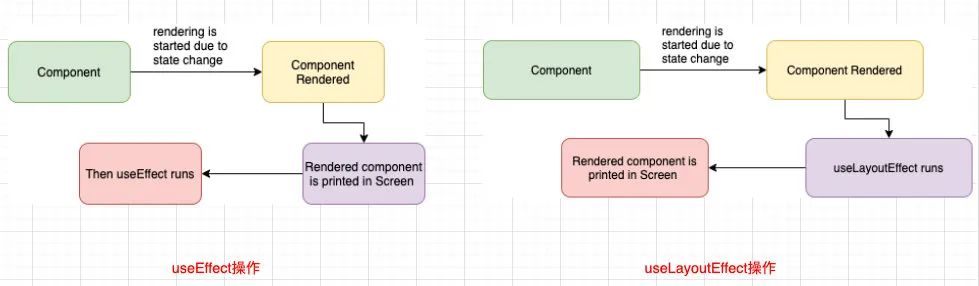 rendering is
started due to
state change
Component
Component
Rendered
Then useEffect runs
Rendered component
is printed in Screen
useEffect操作
rendering is
started due to
state change
Component
Component Rendered
Rendered component is
printed in Screen
useLayoutEffect runs
useLayoutEffect操作